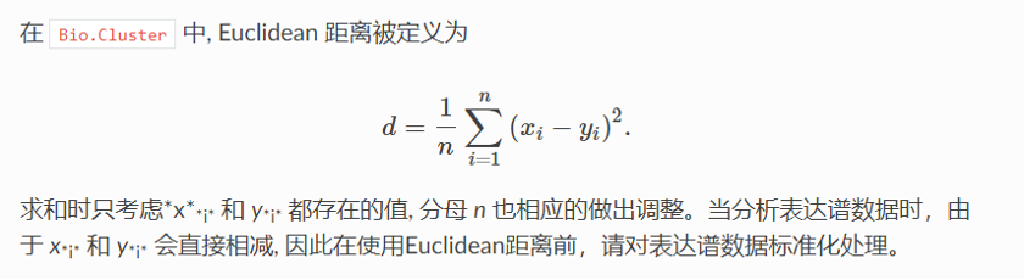 在 Bio.Cluster 中, Euclidean 距离被定义为
d = \frac{1}{n} \sum_{i=1}^{n} (x_i - y_i)^2.
求和时只考虑*x*_{*i*} 和 y_{*i*} 都存在的值, 分母 n 也相应的做出调整。当分析表达谱数据时，由
于 x_{*i*} 和 y_{*i*} 会直接相减, 因此在使用Euclidean距离前，请对表达谱数据标准化处理。